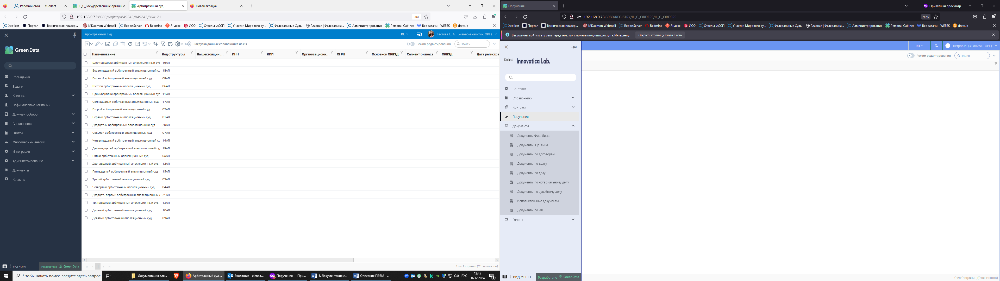 Рабочий стол — XCollect
IL_C_Государственные органы
Арбитражный суд
Новая вкладка
192.168.0.73:8080/registry/849243/849243/864121
90%
Xcollect
Портал
Техническая поддер...
MDaemon Webmail
ReportServer
Redmine
Яндекс
ИСО
Отделы ФССП
Участки Мирового су...
Федеральные Суды
Главная | Федеральна...
Администрирование
Personal Cabinet
Все задачи - WEEEK
draw.io
GreenData
Сообщения
Задачи
Клиенты
Нефинансовые компании
Документооборот
Справочники
Отчеты
Многомерный анализ
Интеграция
Администрирование
Документы
Корзина
ВИД МЕНЮ
Разработано GreenData
Арбитражный суд
RU
Тестова Е. А. (Бизнес-аналитик. ОРГ)
Загрузка данных справочника из xls
Режим редактирования
Поиск
Наименование Код структуры Вышестоящий ... ИНН КПП Организационн... ОГРН Основной ОКВЭД Сегмент бизнеса ОКВЭД Дата регистра
Шестнадцатый арбитражный апелляционный суд 16АП
Восемнадцатый арбитражный апелляционный су 18АП
Восьмой арбитражный апелляционный суд 08АП
Шестой арбитражный апелляционный суд 06АП
Одиннадцатый арбитражный апелляционный суд 11АП
Семнадцатый арбитражный апелляционный суд 17АП
Второй арбитражный апелляционный суд 02АП
Первый арбитражный апелляционный суд 01АП
Двадцатый арбитражный апелляционный суд 20АП
Седьмой арбитражный апелляционный суд 07АП
Четырнадцатый арбитражный апелляционный су 14АП
Девятнадцатый арбитражный апелляционный суд 19АП
Пятый арбитражный апелляционный суд 05АП
Двенадцатый арбитражный апелляционный суд 12АП
Пятнадцатый арбитражный апелляционный суд 15АП
Третий арбитражный апелляционный суд 03АП
Четвертый арбитражный апелляционный суд 04АП
Двадцать первый арбитражный апелляционный с 21АП
Тринадцатый арбитражный апелляционный суд 13АП
Десятый арбитражный апелляционный суд 10АП
Девятый арбитражный апелляционный суд 09АП
1
1 из 1 страниц (21 элементов)
Чтобы начать поиск, введите здесь запрос
Документация для...
Арбитражный суд ...
Входящие - elena.t...
Поручения — При...
5. Документация с...
Описание ПЭВМ - ...
РУС
12:45
16.12.2024
8
Поручения
Приватный просмотр
192.168.0.73:8080/REGISTRY/IL_C_ORDERS/IL_C_ORDERS
90%
Xcollect
Портал
Техническая поддер...
MDaemon Webmail
ReportServer
Redmine
Яндекс
ИСО
Отделы ФССП
Участки Мирового су...
Федеральные Суды
Главная | Федеральна...
Администрирование
Personal Cabinet
Все задачи - WEEEK
draw.io
Вы должны войти в эту сеть перед тем, как сможете получить доступ к Интернету.
Открыть страницу входа в сеть
RU
Петров И. (Аналитик. ОРГ)
Режим редактирования
Поиск
iCollect Innovatica Lab.
Контракт
Справочники
Контракт
Поручения
Документы
Документы Физ. Лица
Документы Юр. лица
Документы по договорам
Документы по долгу
Документы по делу
Документы по нотариальному делу
Документы по судебному делу
Исполнительные документы
Документы по ИП
Отчеты
ВИД МЕНЮ
Разработано GreenData
0 из 0 страниц (0 элементов)